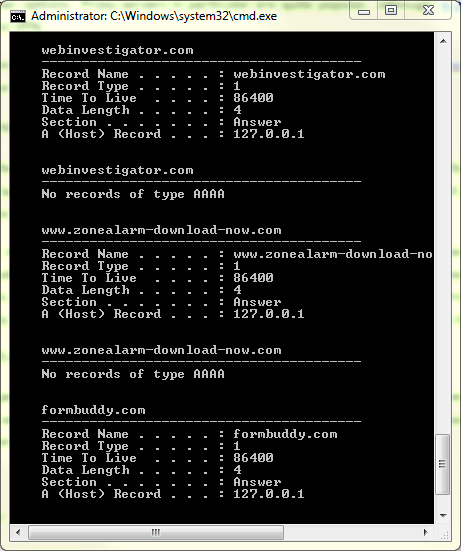 Administrator: C:\Windows\system32\cmd.exe
webinvestigator.com
----------------------------------------
Record Name . . . . . : webinvestigator.com
Record Type . . . . . : 1
Time To Live  . . . . : 86400
Data Length . . . . . : 4
Section . . . . . . . : Answer
A (Host) Record . . . : 127.0.0.1
webinvestigator.com
----------------------------------------
No records of type AAAA
www.zonealarm-download-now.com
----------------------------------------
Record Name . . . . . : www.zonealarm-download-no
Record Type . . . . . : 1
Time To Live  . . . . : 86400
Data Length . . . . . : 4
Section . . . . . . . : Answer
A (Host) Record . . . : 127.0.0.1
www.zonealarm-download-now.com
----------------------------------------
No records of type AAAA
formbuddy.com
----------------------------------------
Record Name . . . . . : formbuddy.com
Record Type . . . . . : 1
Time To Live  . . . . : 86400
Data Length . . . . . : 4
Section . . . . . . . : Answer
A (Host) Record . . . : 127.0.0.1